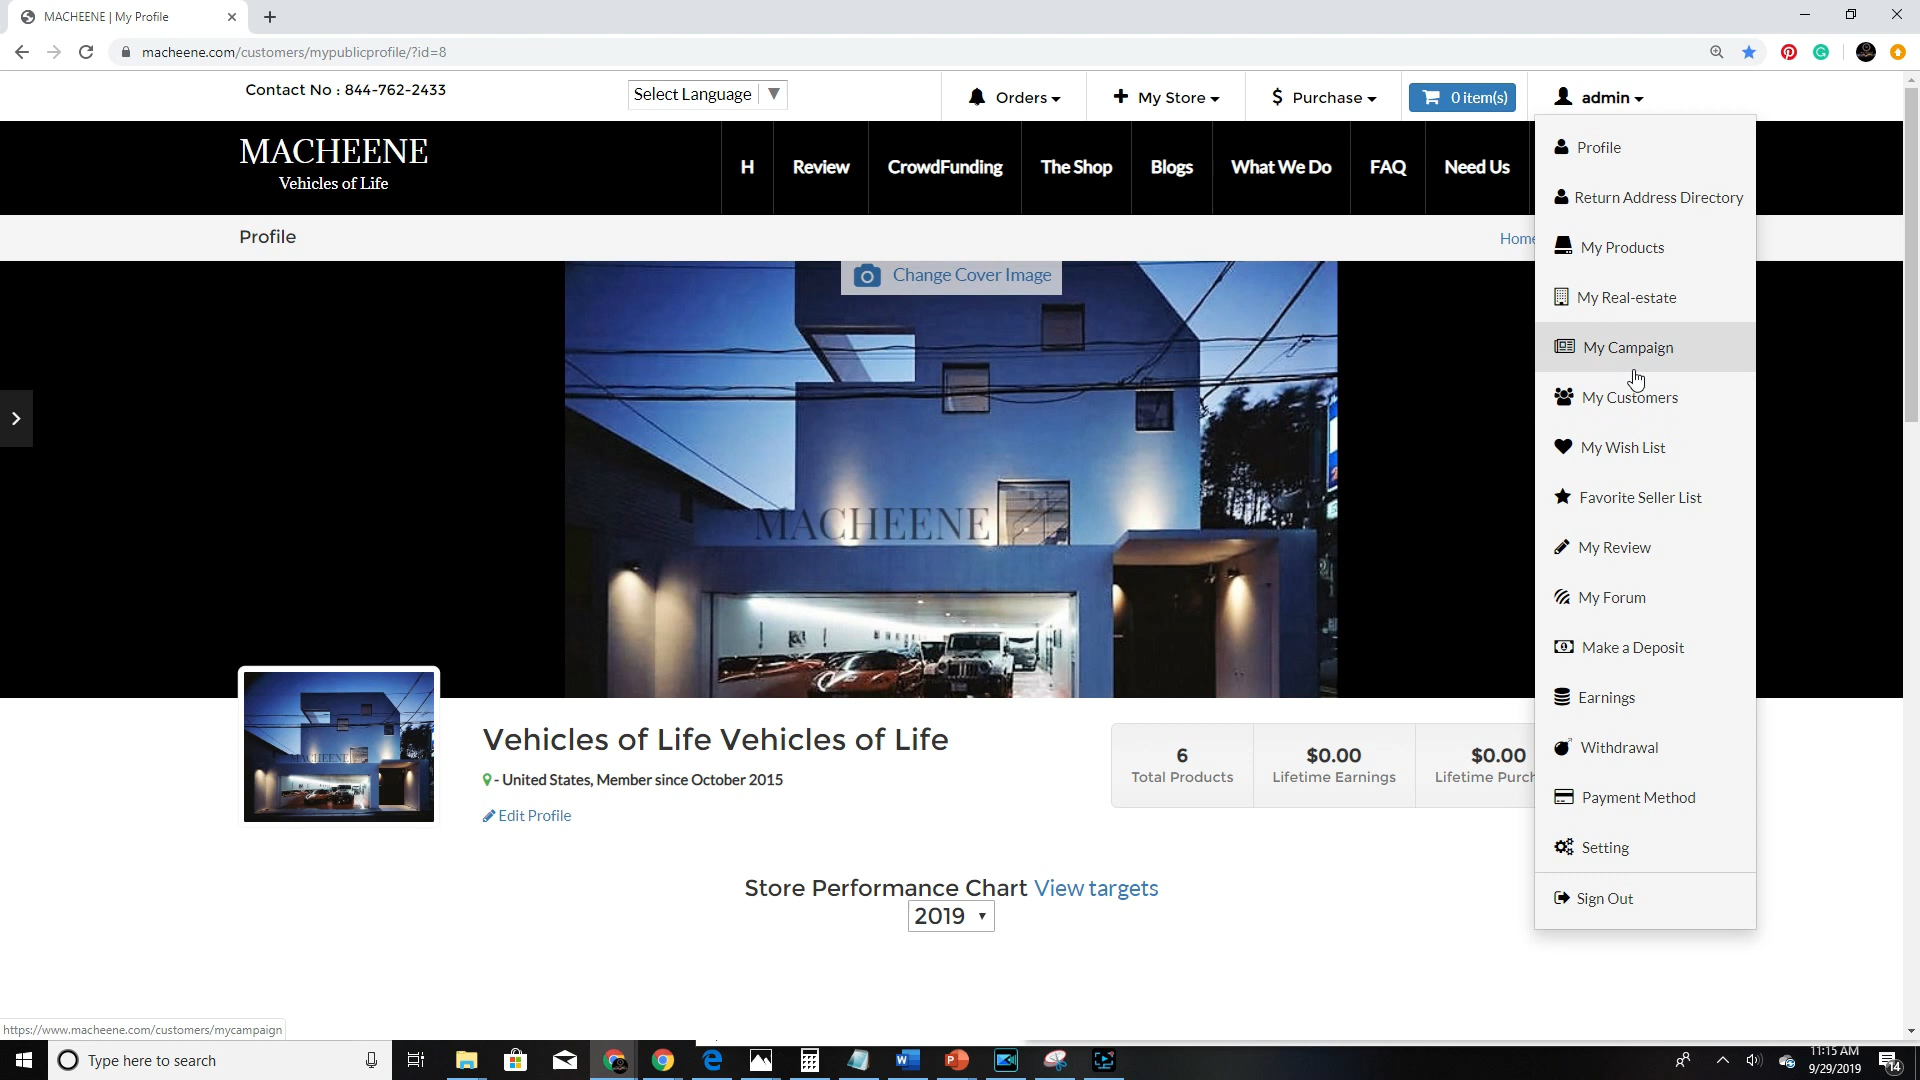 MACHEENE | My Profile
macheene.com/customers/mypublicprofile/?id=8
Contact No : 844-762-2433
Select Language
Orders
My Store
Purchase
0 item(s)
admin
MACHEENE
Vehicles of Life
H
Review
CrowdFunding
The Shop
Blogs
What We Do
FAQ
Need Us
Profile
Home
Change Cover Image
MACHEENE
Profile
Return Address Directory
My Products
My Real-estate
My Campaign
My Customers
My Wish List
Favorite Seller List
My Review
My Forum
Make a Deposit
Earnings
Withdrawal
Payment Method
Setting
Sign Out
MACHEENE
Vehicles of Life Vehicles of Life
- United States, Member since October 2015
Edit Profile
6
Total Products
$0.00
Lifetime Earnings
$0.00
Lifetime Purch
Store Performance Chart View targets
2019
https://www.macheene.com/customers/mycampaign
Type here to search
11:15 AM
9/29/2019
14